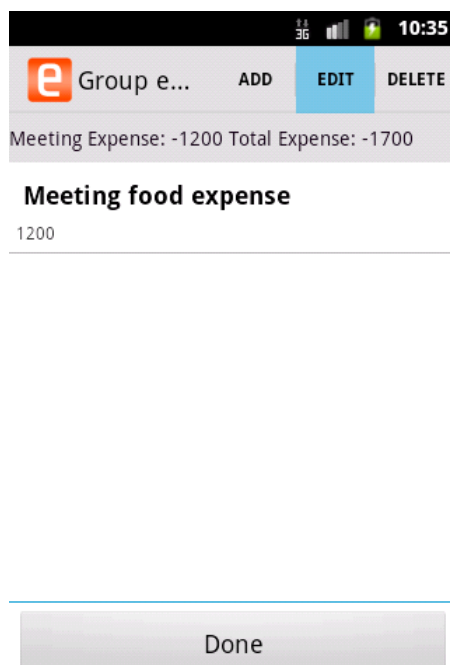 3G 10:35
e Group e... ADD EDIT DELETE
Meeting Expense: -1200 Total Expense: -1700
Meeting food expense
1200
Done